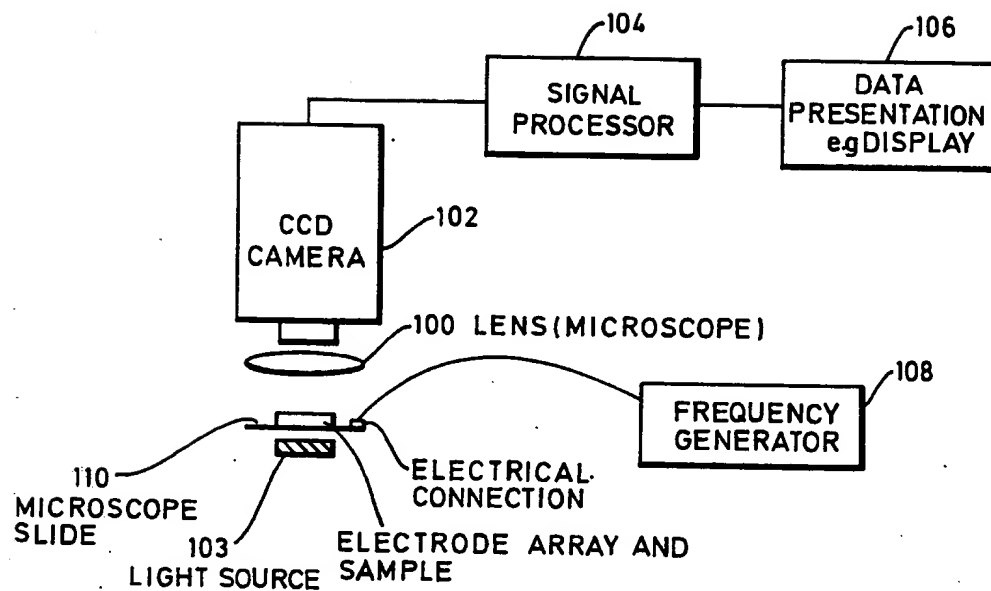 104
SIGNAL
PROCESSOR
106
DATA
PRESENTATION
e.g DISPLAY
CCD
CAMERA
102
100 LENS (MICROSCOPE)
108
FREQUENCY
GENERATOR
110
MICROSCOPE
SLIDE
103
LIGHT SOURCE
ELECTRICAL
CONNECTION
ELECTRODE ARRAY AND
SAMPLE